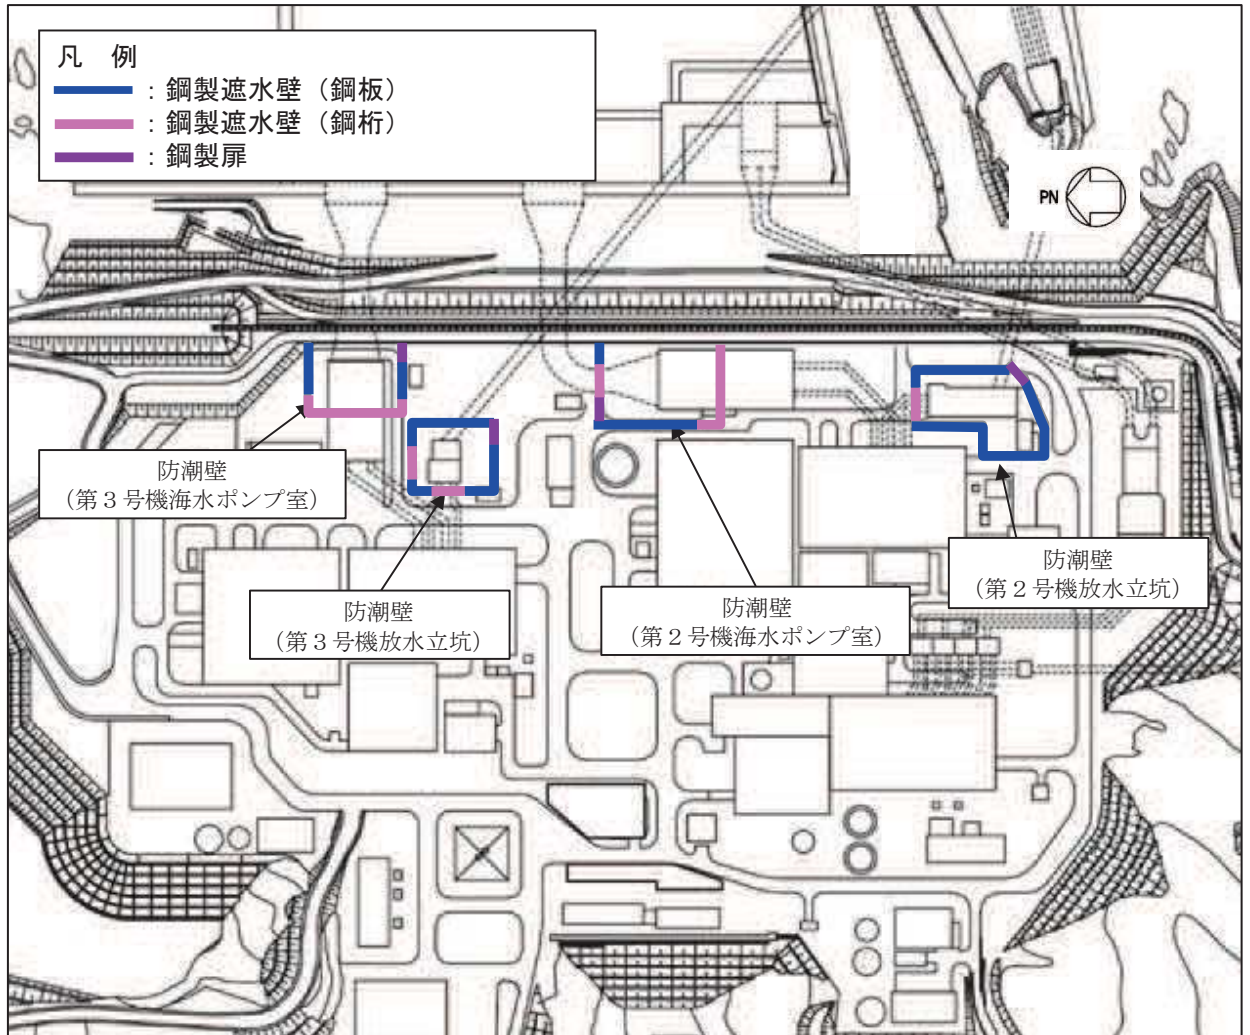 凡　例
：鋼製遮水壁（鋼板）
：鋼製遮水壁（鋼桁）
：鋼製扉
PN
防潮壁
（第３号機海水ポンプ室）
防潮壁
（第３号機放水立坑）
防潮壁
（第２号機海水ポンプ室）
防潮壁
（第２号機放水立坑）